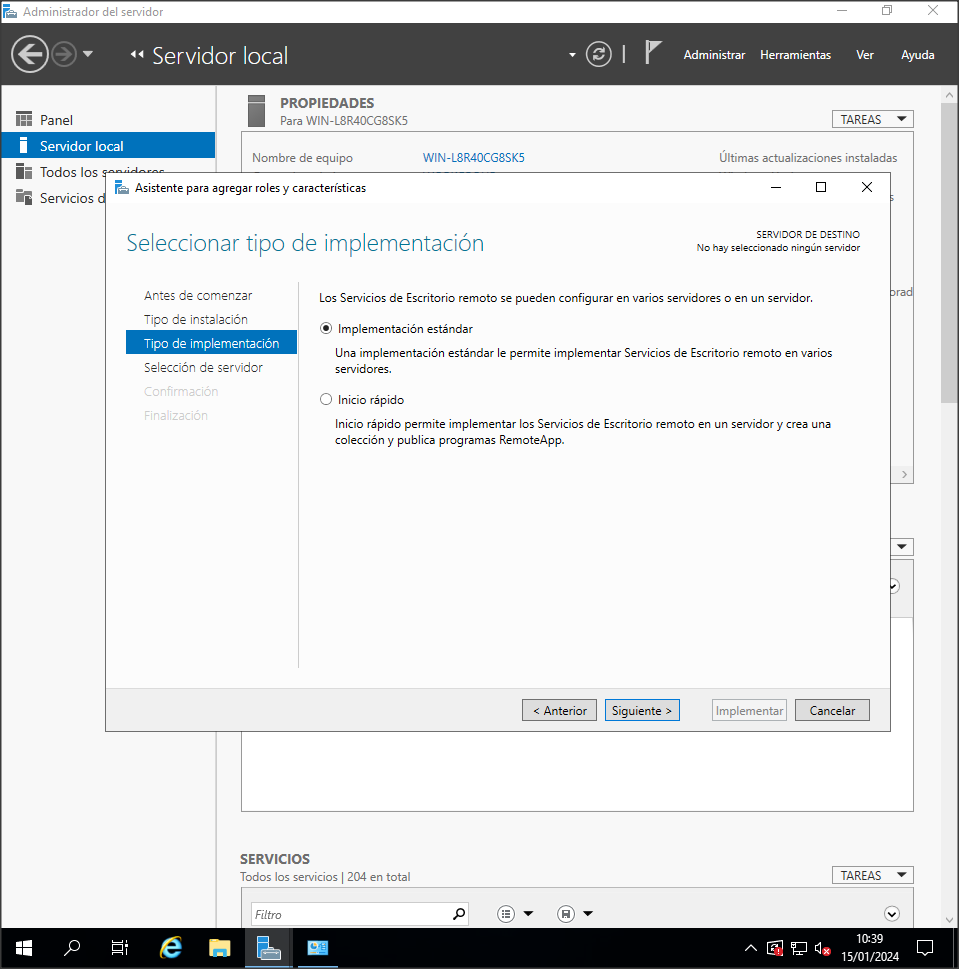 Administrador del servidor
Servidor local
Administrar Herramientas Ver Ayuda
Panel
Servidor local
Todos los servidores
Servicios d
PROPIEDADES
Para WIN-L8R40CG8SK5
TAREAS
Nombre de equipo WIN-L8R40CG8SK5 Últimas actualizaciones instaladas
Asistente para agregar roles y características
Seleccionar tipo de implementación
SERVIDOR DE DESTINO
No hay seleccionado ningún servidor
Antes de comenzar
Tipo de instalación
Tipo de implementación
Selección de servidor
Confirmación
Finalización
Los Servicios de Escritorio remoto se pueden configurar en varios servidores o en un servidor.
Implementación estándar
Una implementación estándar le permite implementar Servicios de Escritorio remoto en varios
servidores.
Inicio rápido
Inicio rápido permite implementar los Servicios de Escritorio remoto en un servidor y crea una
colección y publica programas RemoteApp.
orad
< Anterior Siguiente > Implementar Cancelar
SERVICIOS
Todos los servicios | 204 en total
TAREAS
Filtro
10:39
15/01/2024